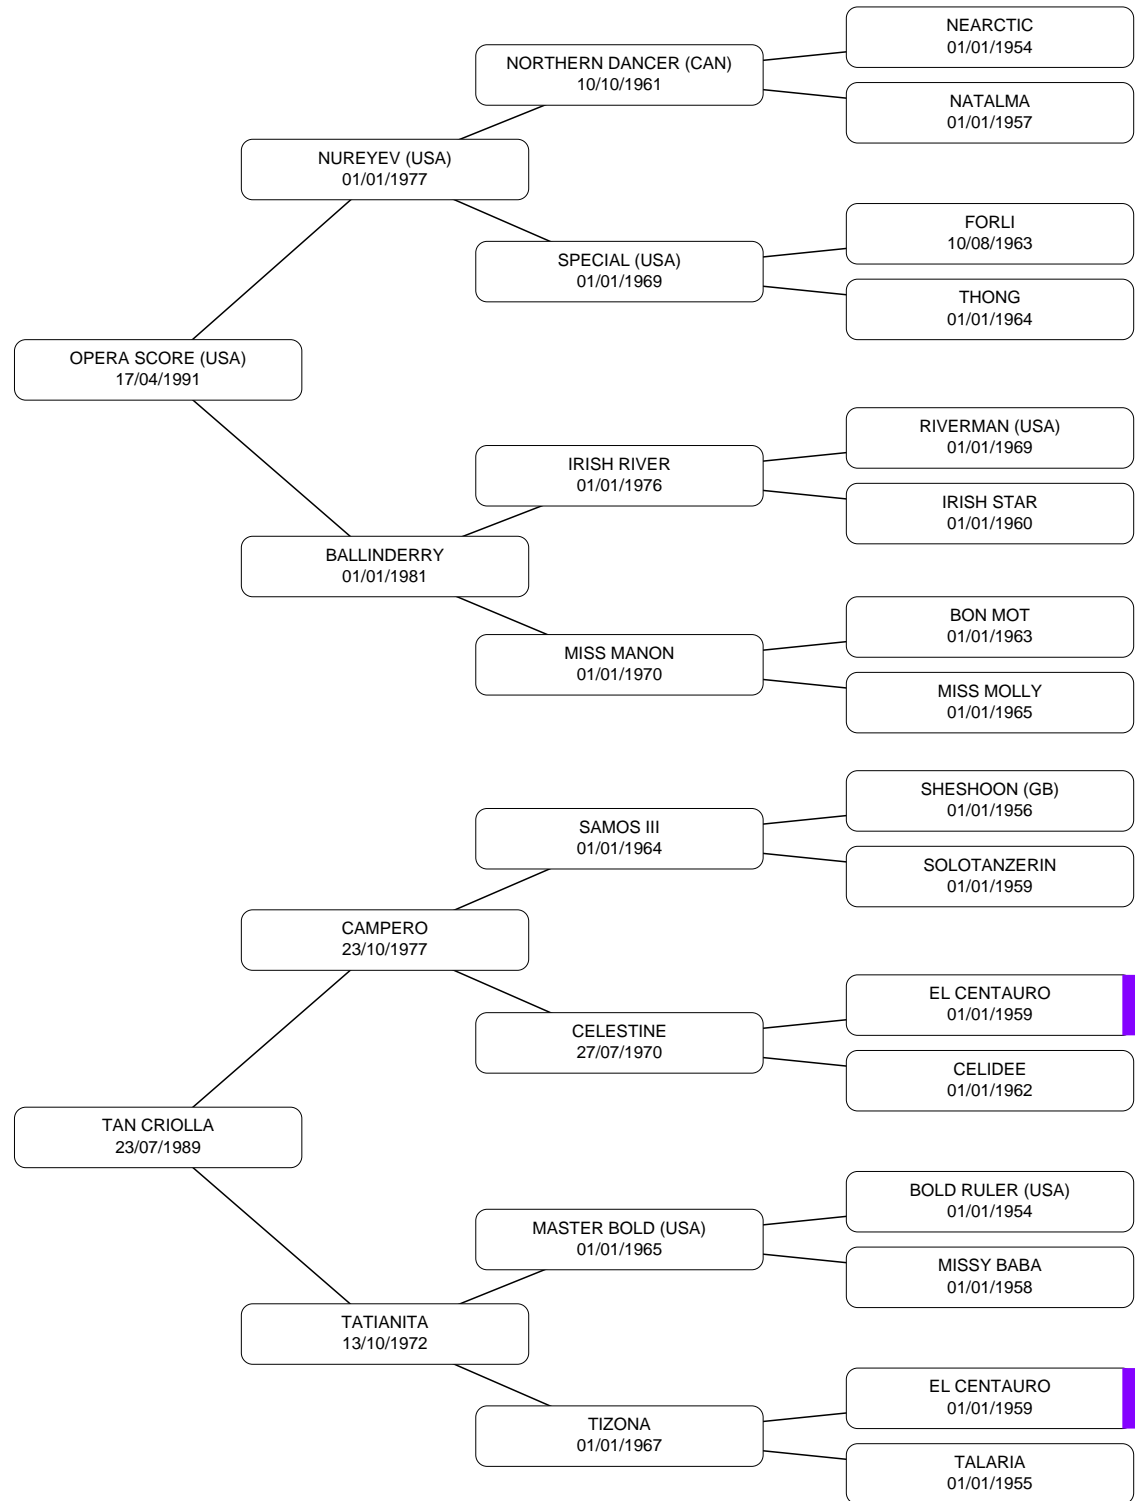 NEARCTIC
01/01/1954
NORTHERN DANCER (CAN)
10/10/1961
NATALMA
01/01/1957
NUREYEV (USA)
01/01/1977
FORLI
10/08/1963
SPECIAL (USA)
01/01/1969
THONG
01/01/1964
OPERA SCORE (USA)
17/04/1991
RIVERMAN (USA)
01/01/1969
IRISH RIVER
01/01/1976
IRISH STAR
01/01/1960
BALLINDERRY
01/01/1981
BON MOT
01/01/1963
MISS MANON
01/01/1970
MISS MOLLY
01/01/1965
SHESHOON (GB)
01/01/1956
SAMOS III
01/01/1964
SOLOTANZERIN
01/01/1959
CAMPERO
23/10/1977
EL CENTAURO
01/01/1959
CELESTINE
27/07/1970
CELIDEE
01/01/1962
TAN CRIOLLA
23/07/1989
BOLD RULER (USA)
01/01/1954
MASTER BOLD (USA)
01/01/1965
MISSY BABA
01/01/1958
TATIANITA
13/10/1972
EL CENTAURO
01/01/1959
TIZONA
01/01/1967
TALARIA
01/01/1955